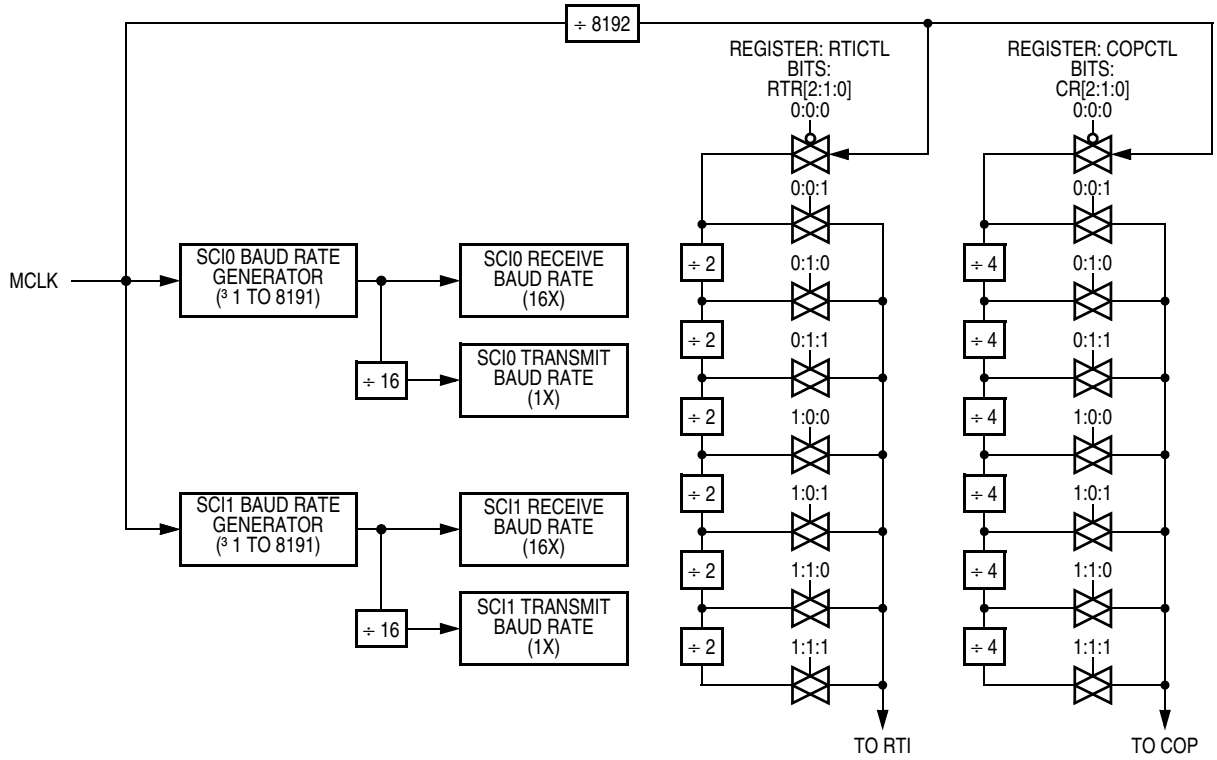 ÷ 8192
REGISTER: RTICTL
BITS:
RTR[2:1:0]
0:0:0
0:0:1
÷ 2
0:1:0
÷ 2
0:1:1
÷ 2
1:0:0
÷ 2
1:0:1
÷ 2
1:1:0
÷ 2
1:1:1
TO RTI
REGISTER: COPCTL
BITS:
CR[2:1:0]
0:0:0
0:0:1
÷ 4
0:1:0
÷ 4
0:1:1
÷ 4
1:0:0
÷ 4
1:0:1
÷ 4
1:1:0
÷ 4
1:1:1
TO COP
MCLK
SCI0 BAUD RATE
GENERATOR
(³ 1 TO 8191)
SCI0 RECEIVE
BAUD RATE
(16X)
÷ 16
SCI0 TRANSMIT
BAUD RATE
(1X)
SCI1 BAUD RATE
GENERATOR
(³ 1 TO 8191)
SCI1 RECEIVE
BAUD RATE
(16X)
÷ 16
SCI1 TRANSMIT
BAUD RATE
(1X)